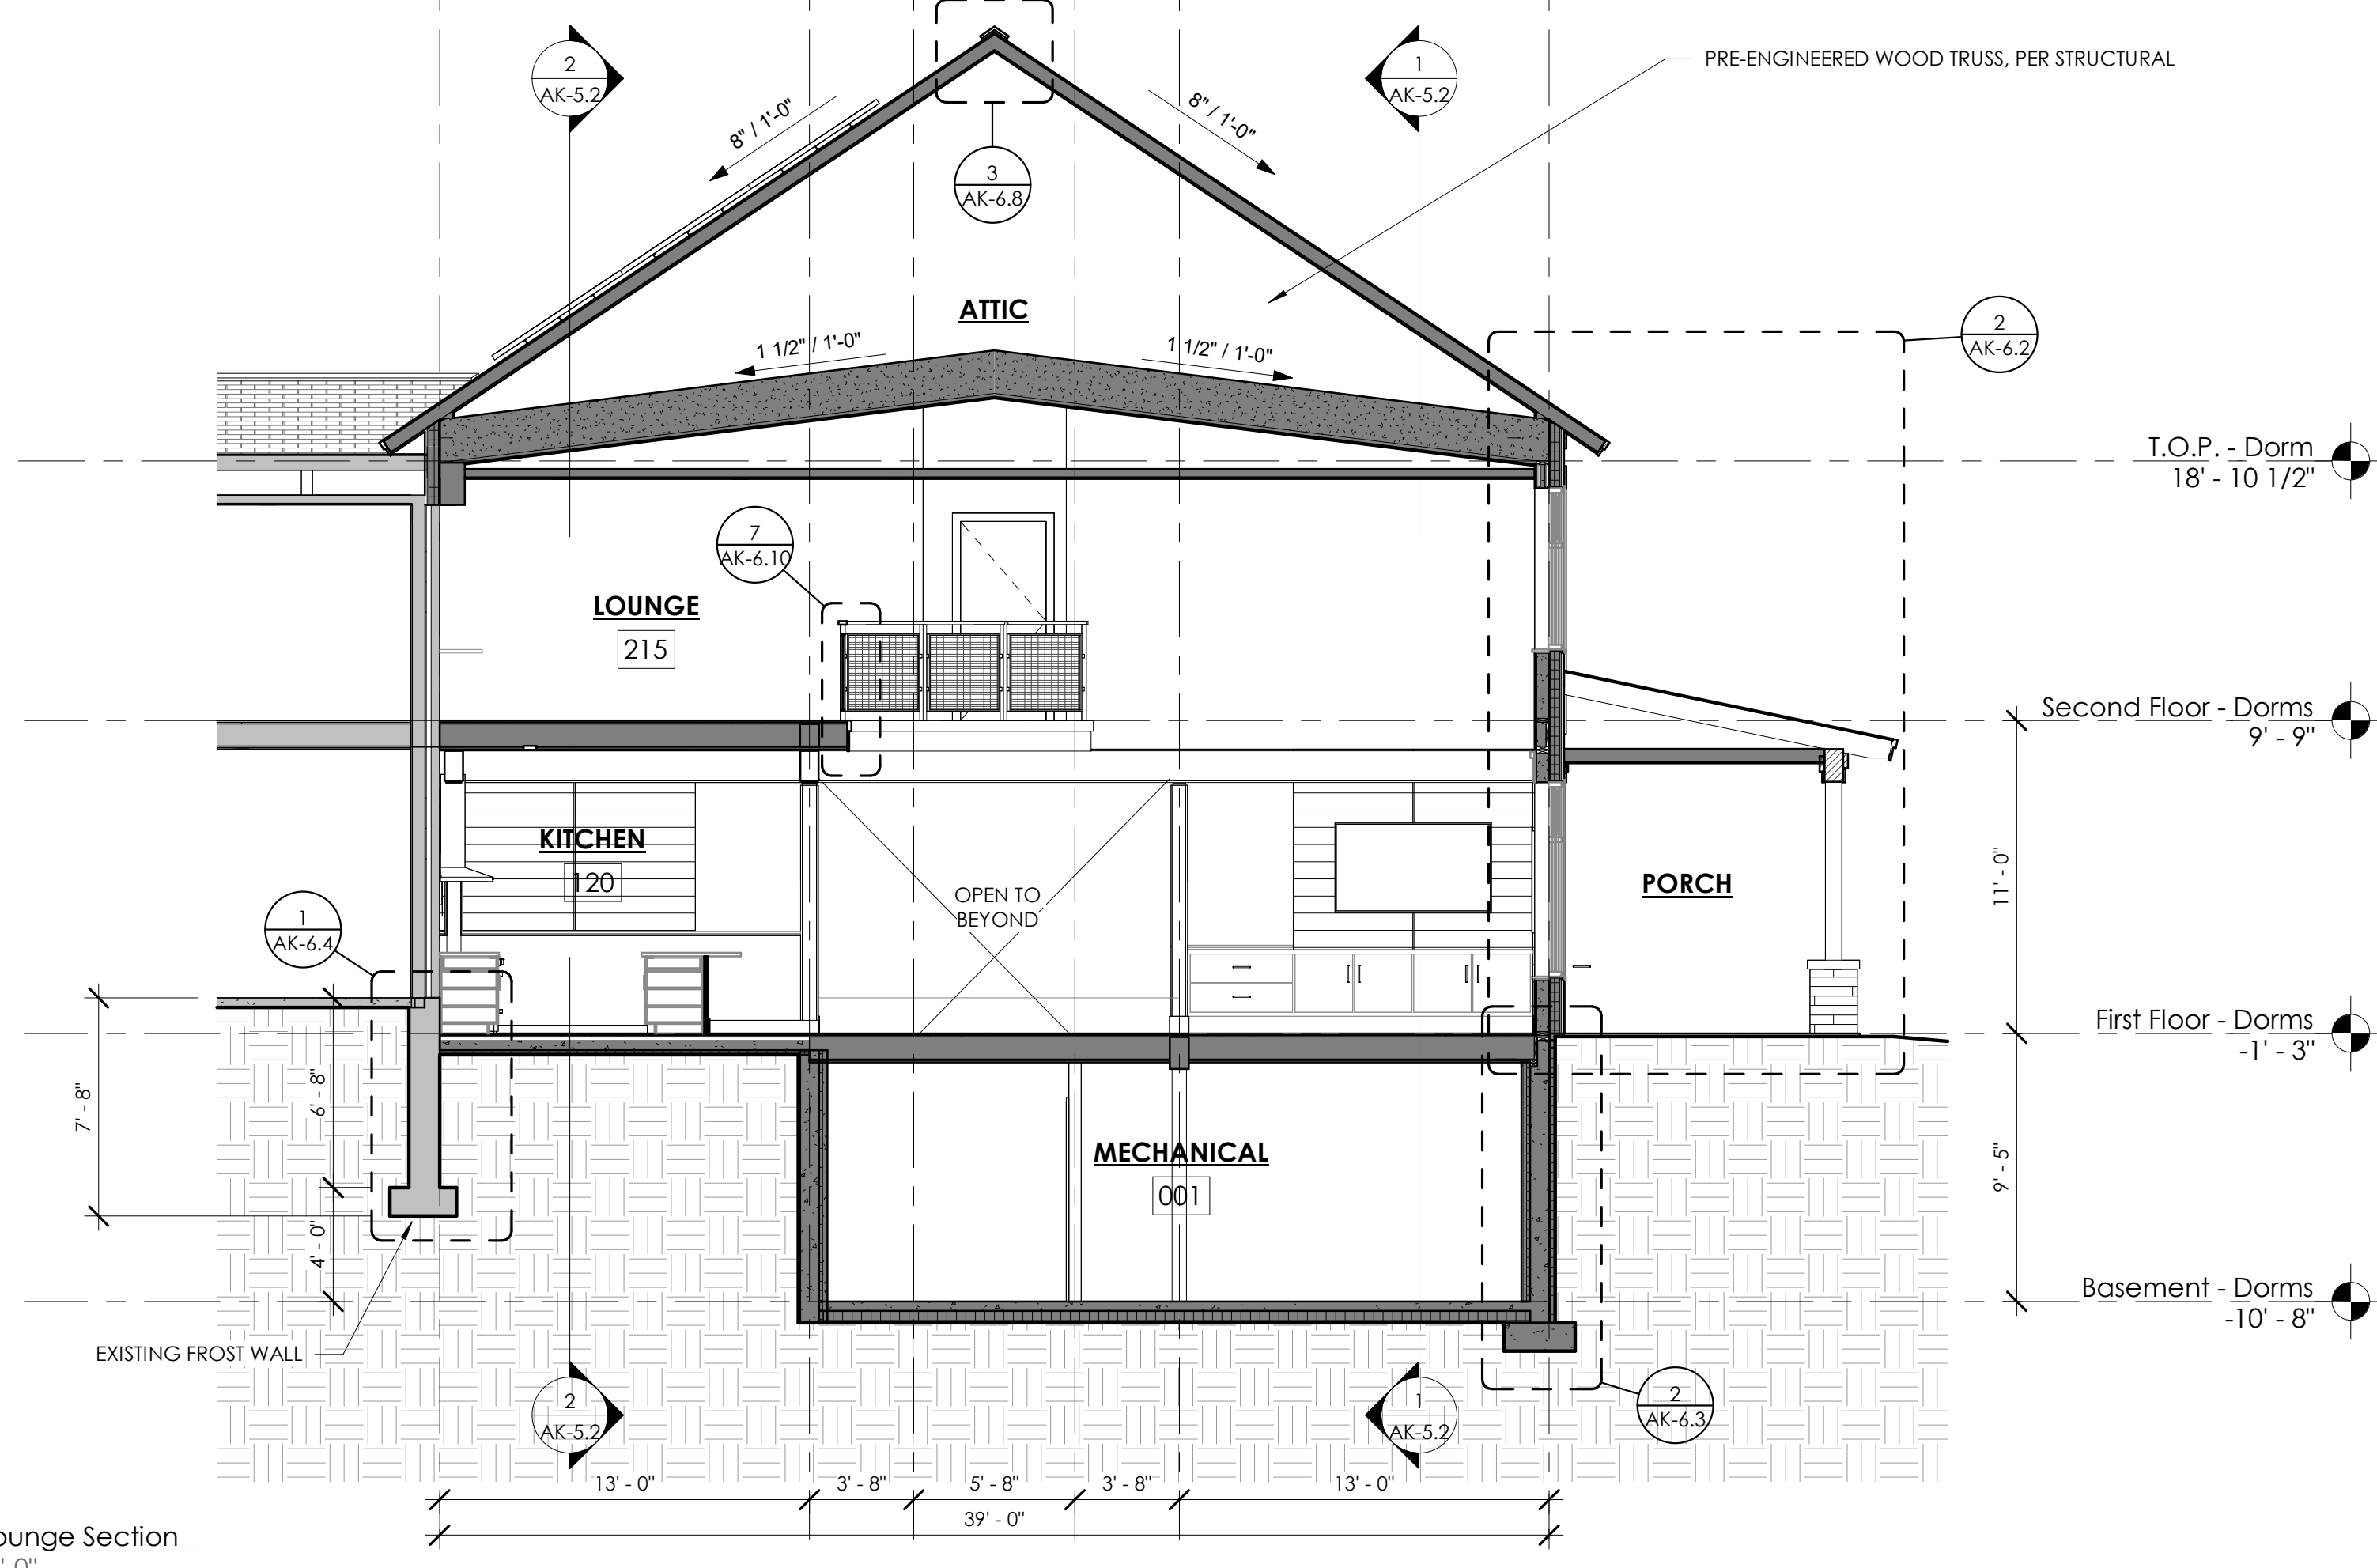 2
AK-5.2
1
AK-5.2
PRE-ENGINEERED WOOD TRUSS, PER STRUCTURAL
8" / 1'-0"
8" / 1'-0"
3
AK-6.8
ATTIC
2
AK-6.2
1 1/2" / 1'-0"
1 1/2" / 1'-0"
T.O.P. - Dorm
18' - 10 1/2"
7
AK-6.10
LOUNGE
215
Second Floor - Dorms
9' - 9"
KITCHEN
120
OPEN TO
BEYOND
PORCH
11' - 0"
1
AK-6.4
First Floor - Dorms
-1' - 3"
7' - 8"
6' - 8"
4' - 0"
MECHANICAL
001
9' - 5"
Basement - Dorms
-10' - 8"
EXISTING FROST WALL
2
AK-5.2
1
AK-5.2
2
AK-6.3
13' - 0"
3' - 8"
5' - 8"
3' - 8"
13' - 0"
39' - 0"
ounge Section